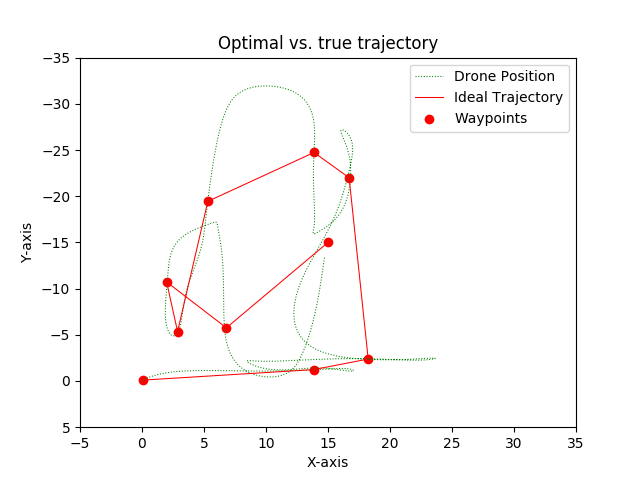 Optimal vs. true trajectory
Drone Position
Ideal Trajectory
Waypoints
Y-axis
−35
−30
−25
−20
−15
−10
−5
0
5
−5 0 5 10 15 20 25 30 35
X-axis